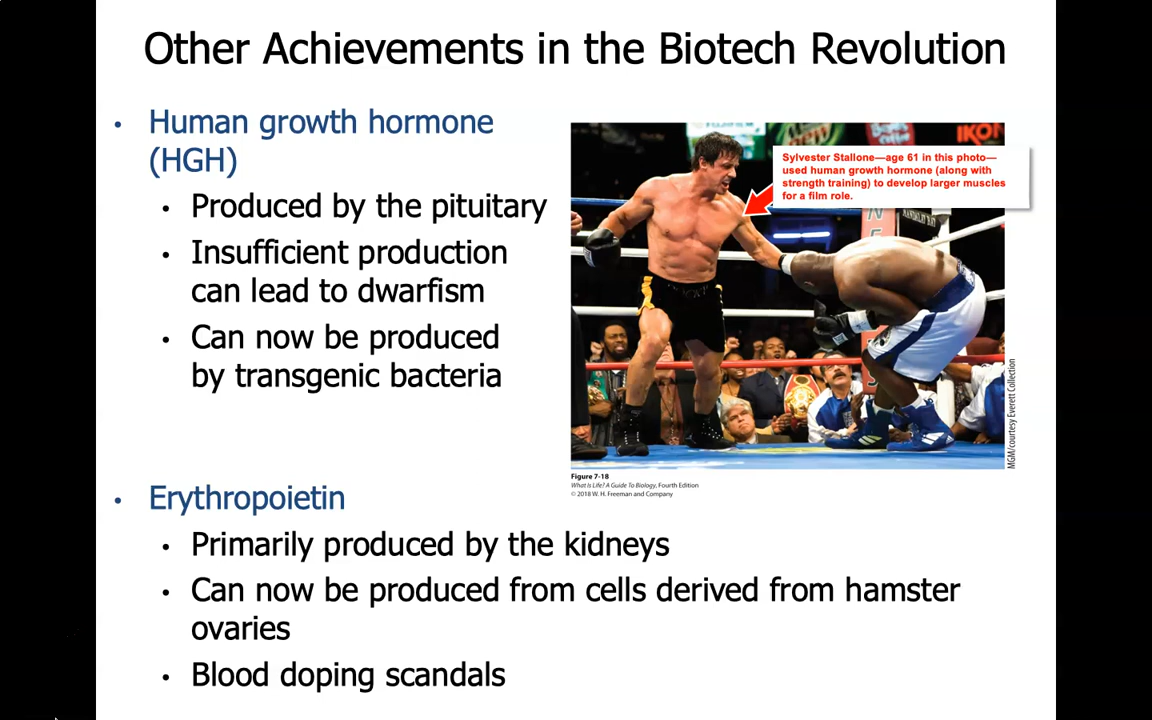 Other Achievements in the Biotech Revolution
• Human growth hormone
(HGH)
• Produced by the pituitary
• Insufficient production
can lead to dwarfism
• Can now be produced
by transgenic bacteria
Sylvester Stallone—age 61 in this photo—
used human growth hormone (along with
strength training) to develop larger muscles
for a film role.
IKON
MGM/courtesy Everett Collection
Figure 7-18
What Is Life? A Guide To Biology, Fourth Edition
© 2018 W. H. Freeman and Company
• Erythropoietin
• Primarily produced by the kidneys
• Can now be produced from cells derived from hamster
ovaries
• Blood doping scandals